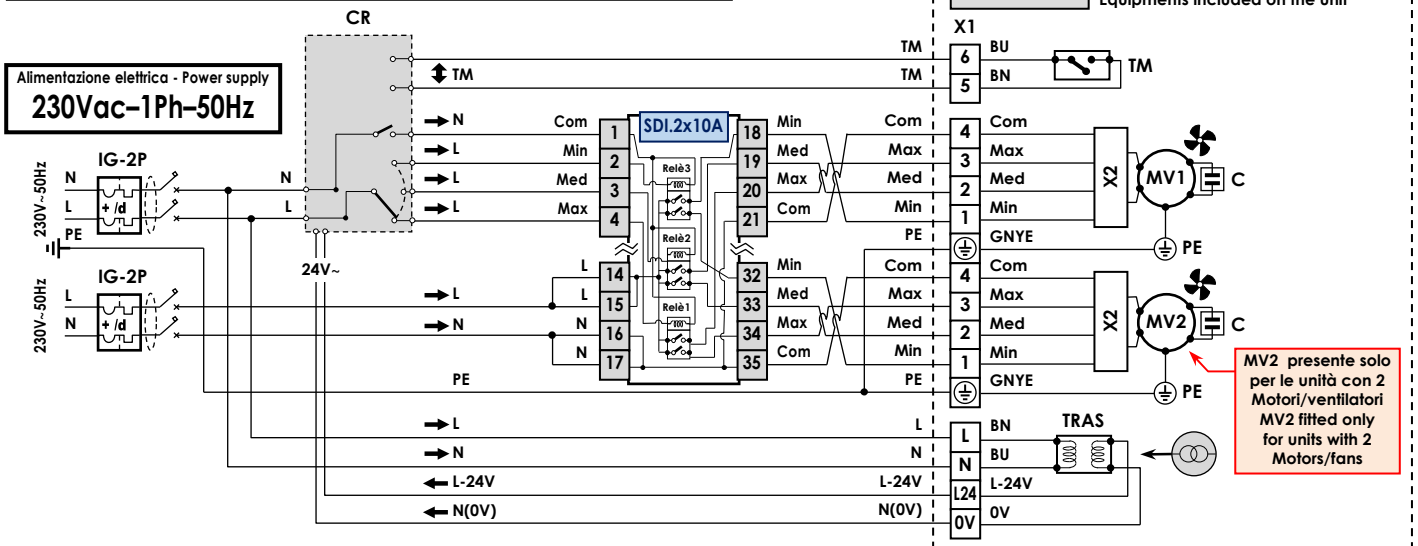 Equipments included on the unit
CR
X1
Alimentazione elettrica - Power supply
230Vac–1Ph–50Hz
TM
TM
TM
6
BU
5
BN
TM
IG-2P
230V~50Hz
N
L
PE
+ /d
N
L
24V~
N
L
L
L
Com
Min
Med
Max
1
2
3
4
SDI.2x10A
Relè3
Relè2
Relè1
18
19
20
21
Min
Med
Max
Com
Com
Max
Med
Min
PE
4
3
2
1
Com
Max
Med
Min
GNYE
X2
MV1
C
PE
IG-2P
230V~50Hz
L
N
+ /d
L
N
PE
L
L
N
N
14
15
16
17
32
33
34
35
Min
Med
Max
Com
Com
Max
Med
Min
PE
4
3
2
1
Com
Max
Med
Min
GNYE
X2
MV2
C
PE
MV2 presente solo
per le unità con 2
Motori/ventilatori
MV2 fitted only
for units with 2
Motors/fans
L
N
L-24V
N(0V)
L
N
L-24V
N(0V)
L
N
L24
0V
BN
BU
L-24V
0V
TRAS